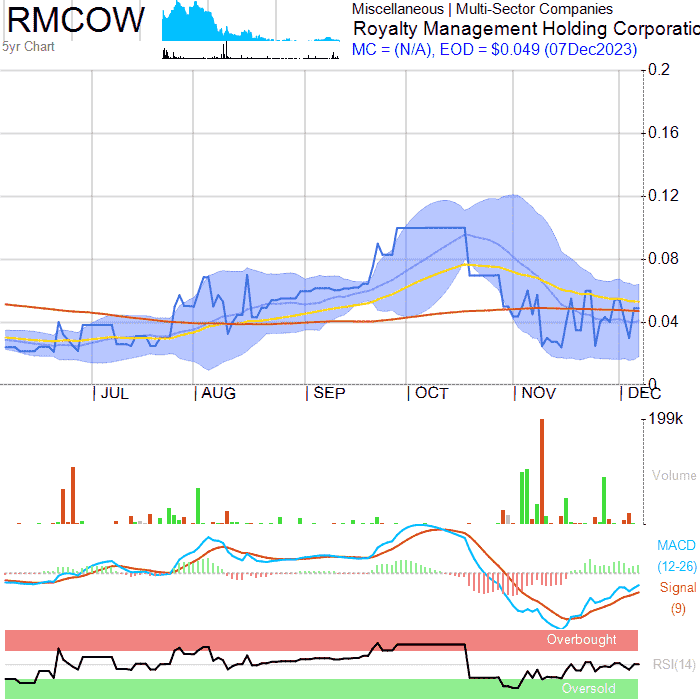 RMCOW
Miscellaneous | Multi-Sector Companies
Royalty Management Holding Corporatio
5yr Chart
MC = (N/A), EOD = $0.049 (07Dec2023)
0.2
0.16
0.12
0.08
0.04
0
JUL AUG SEP OCT NOV DEC
199k
Volume
MACD
(12-26)
Signal
(9)
Overbought
RSI(14)
Oversold